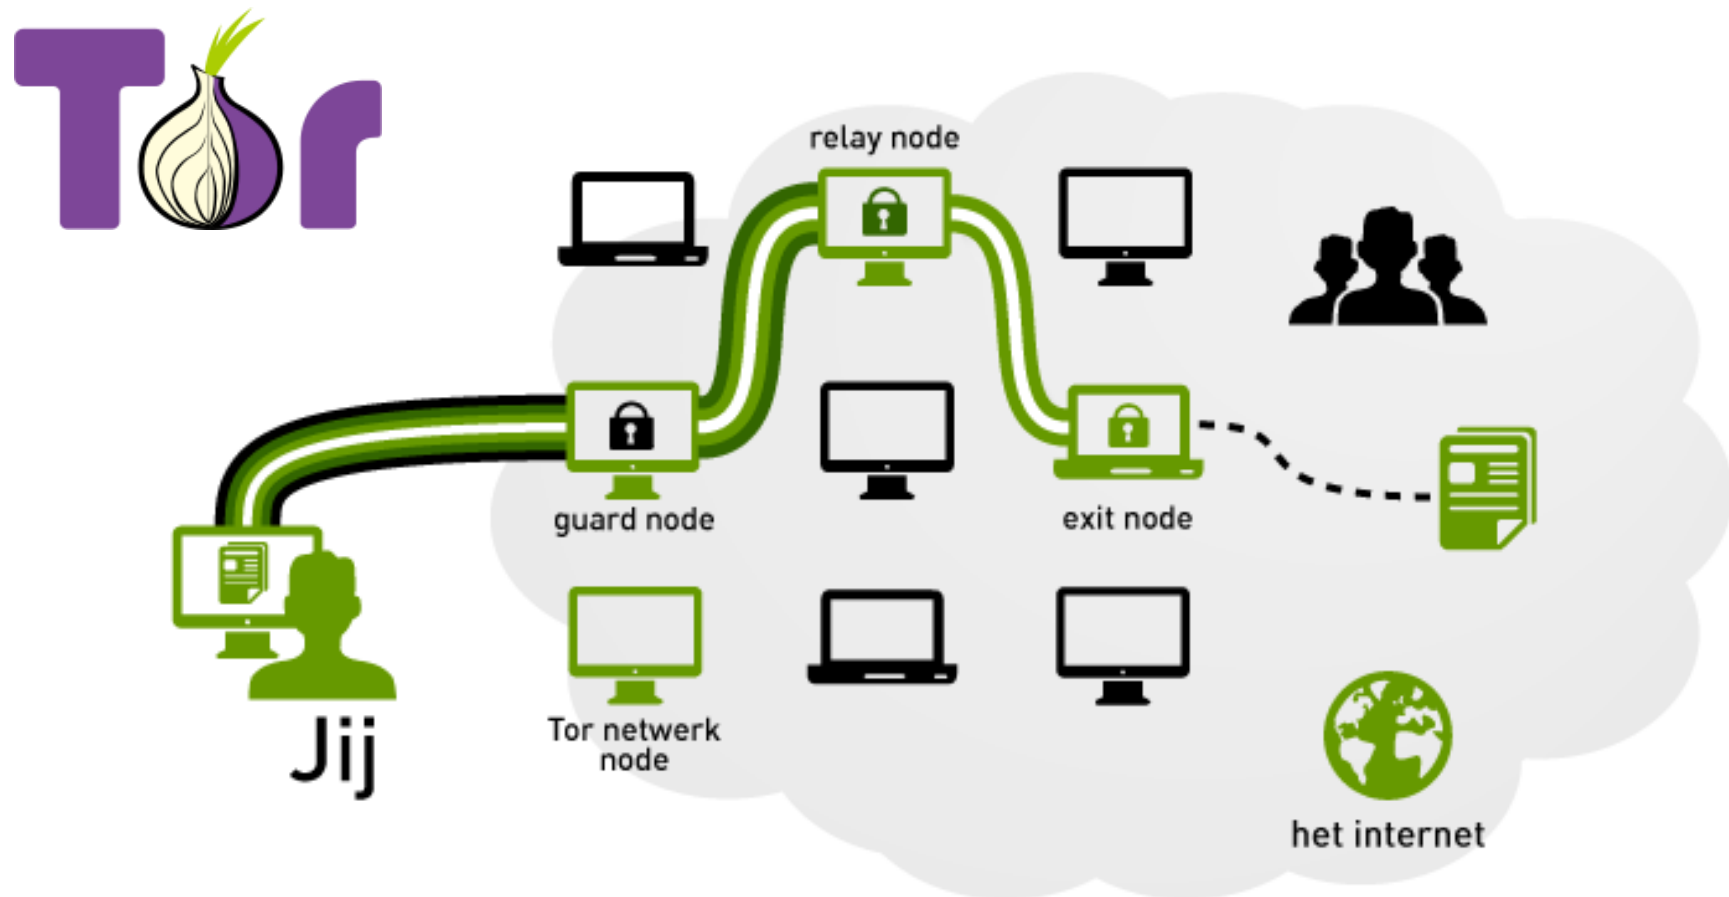 Tor
relay node
guard node
exit node
Tor netwerk
node
Jij
het internet